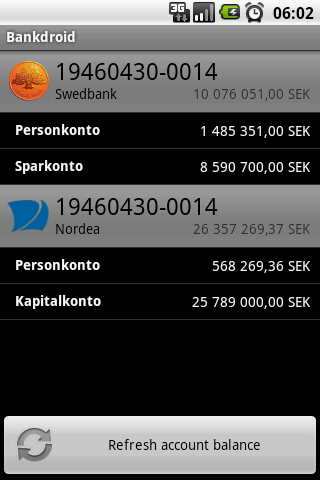 3G 06:02
Bankdroid
19460430-0014
Swedbank 10 076 051,00 SEK
Personkonto 1 485 351,00 SEK
Sparkonto 8 590 700,00 SEK
19460430-0014
Nordea 26 357 269,37 SEK
Personkonto 568 269,36 SEK
Kapitalkonto 25 789 000,00 SEK
Refresh account balance